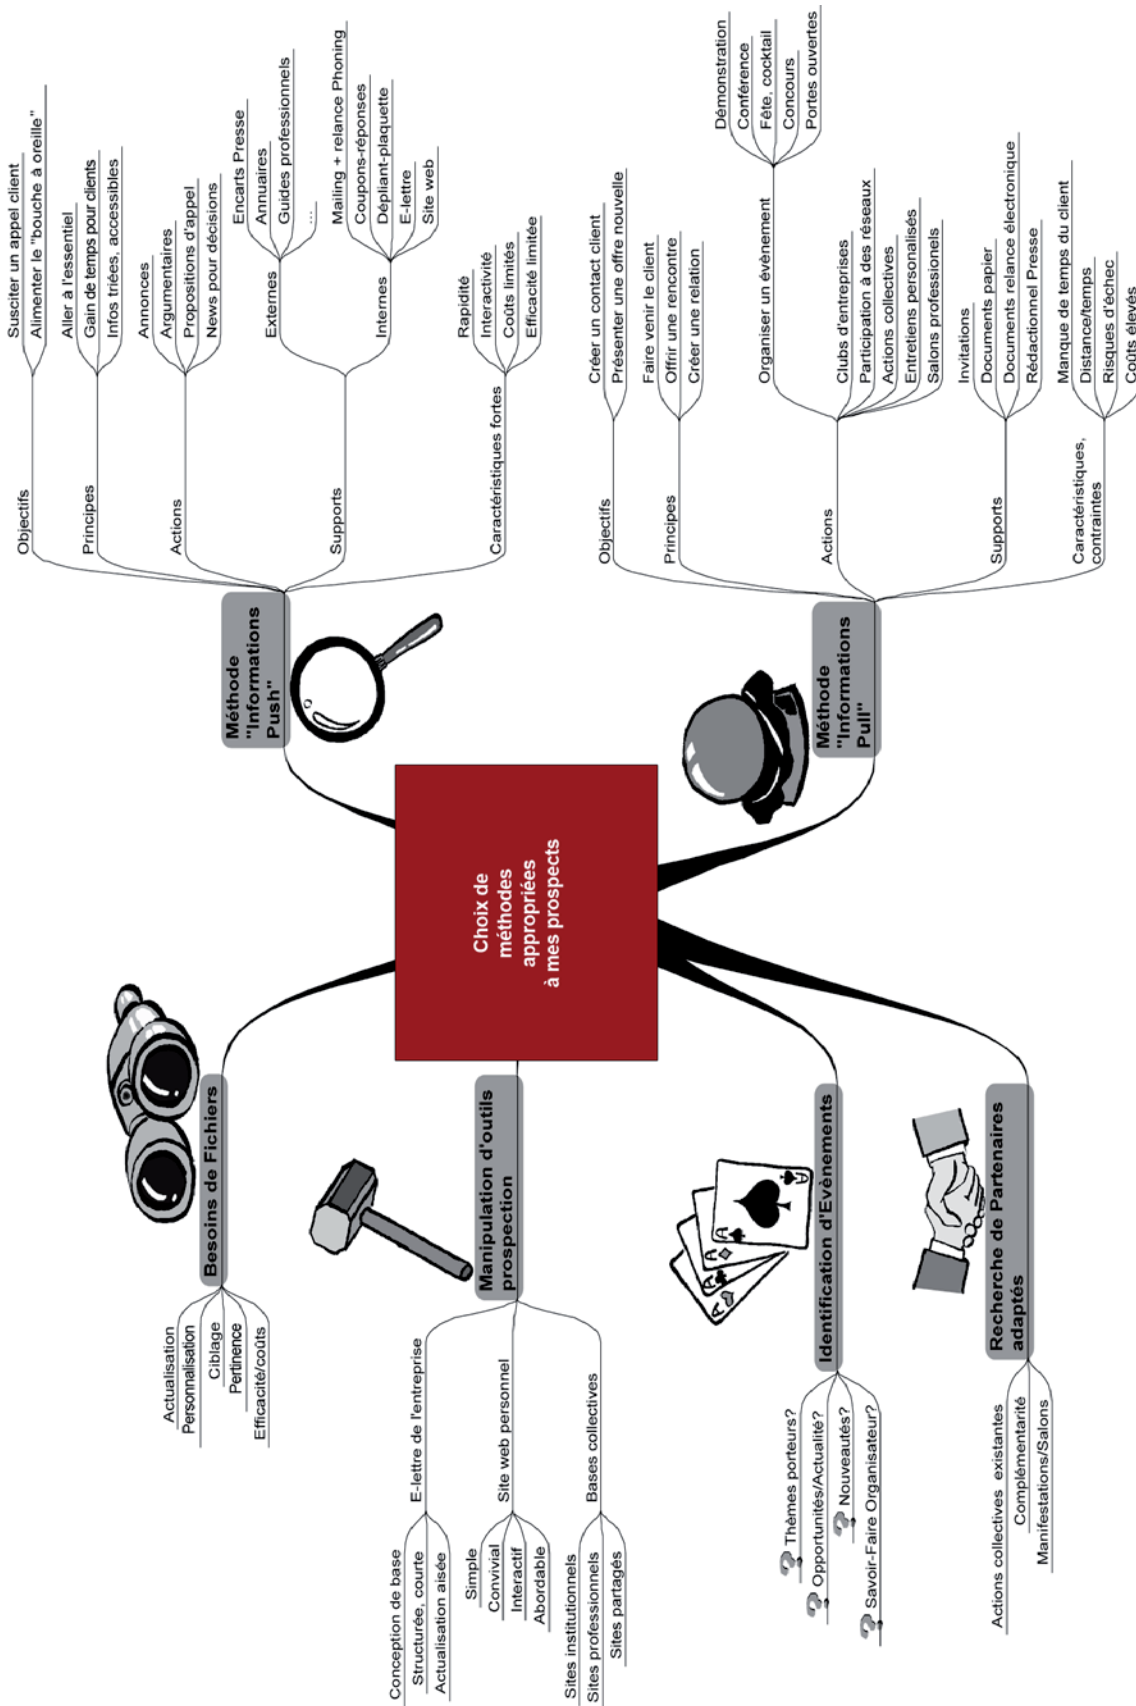 Choix de
méthodes
appropriées
à mes prospects
Méthode
"Informations
Push"
Objectifs
Susciter un appel client
Alimenter le "bouche à oreille"
Principes
Aller à l'essentiel
Gain de temps pour clients
Infos triées, accessibles
Actions
Annonces
Argumentaires
Propositions d'appel
News pour décisions
Supports
Externes
Encarts Presse
Annuaires
Guides professionnels
...
Internes
Mailing + relance Phoning
Coupons-réponses
Dépliant-plaquette
E-lettre
Site web
Caractéristiques fortes
Rapidité
Interactivité
Coûts limités
Efficacité limitée
Méthode
"Informations
Pull"
Objectifs
Créer un contact client
Présenter une offre nouvelle
Principes
Faire venir le client
Offrir une rencontre
Créer une relation
Actions
Organiser un évènement
Démonstration
Conférence
Fête, cocktail
Concours
Portes ouvertes
Clubs d'entreprises
Participation à des réseaux
Actions collectives
Entretiens personalisés
Salons professionnels
Supports
Invitations
Documents papier
Documents relance électronique
Rédactionnel Presse
Caractéristiques,
contraintes
Manque de temps du client
Distance/temps
Risques d'échec
Coûts élevés
Besoins de Fichiers
Actualisation
Personnalisation
Ciblage
Pertinence
Efficacité/coûts
Manipulation d'outils
prospection
E-lettre de l'entreprise
Conception de base
Structurée, courte
Actualisation aisée
Site web personnel
Simple
Convivial
Interactif
Abordable
Bases collectives
Sites institutionnels
Sites professionnels
Sites partagés
A
A
A
A
A
Identification d'Evènements
? Thèmes porteurs?
? Opportunités/Actualité?
? Nouveautés?
? Savoir-Faire Organisateur?
Recherche de Partenaires
adaptés
Actions collectives existantes
Complémentarité
Manifestations/Salons